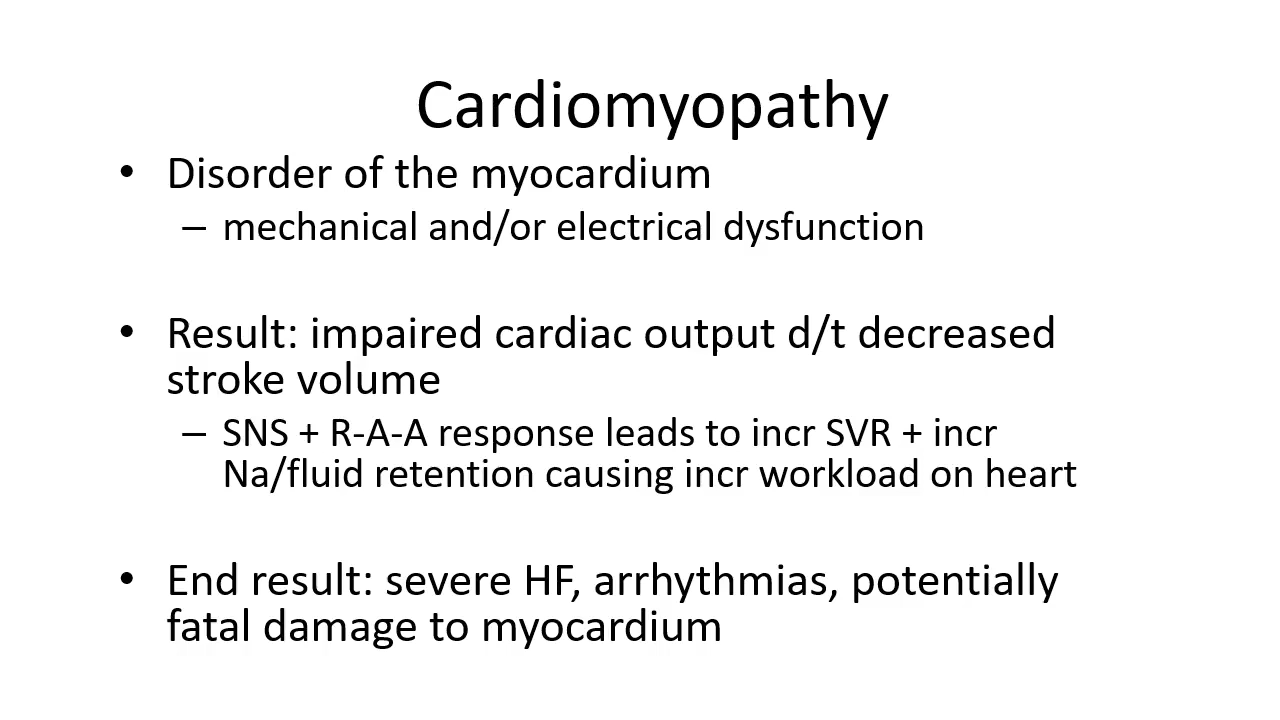 Cardiomyopathy
• Disorder of the myocardium
– mechanical and/or electrical dysfunction
• Result: impaired cardiac output d/t decreased
stroke volume
– SNS + R-A-A response leads to incr SVR + incr
Na/fluid retention causing incr workload on heart
• End result: severe HF, arrhythmias, potentially
fatal damage to myocardium